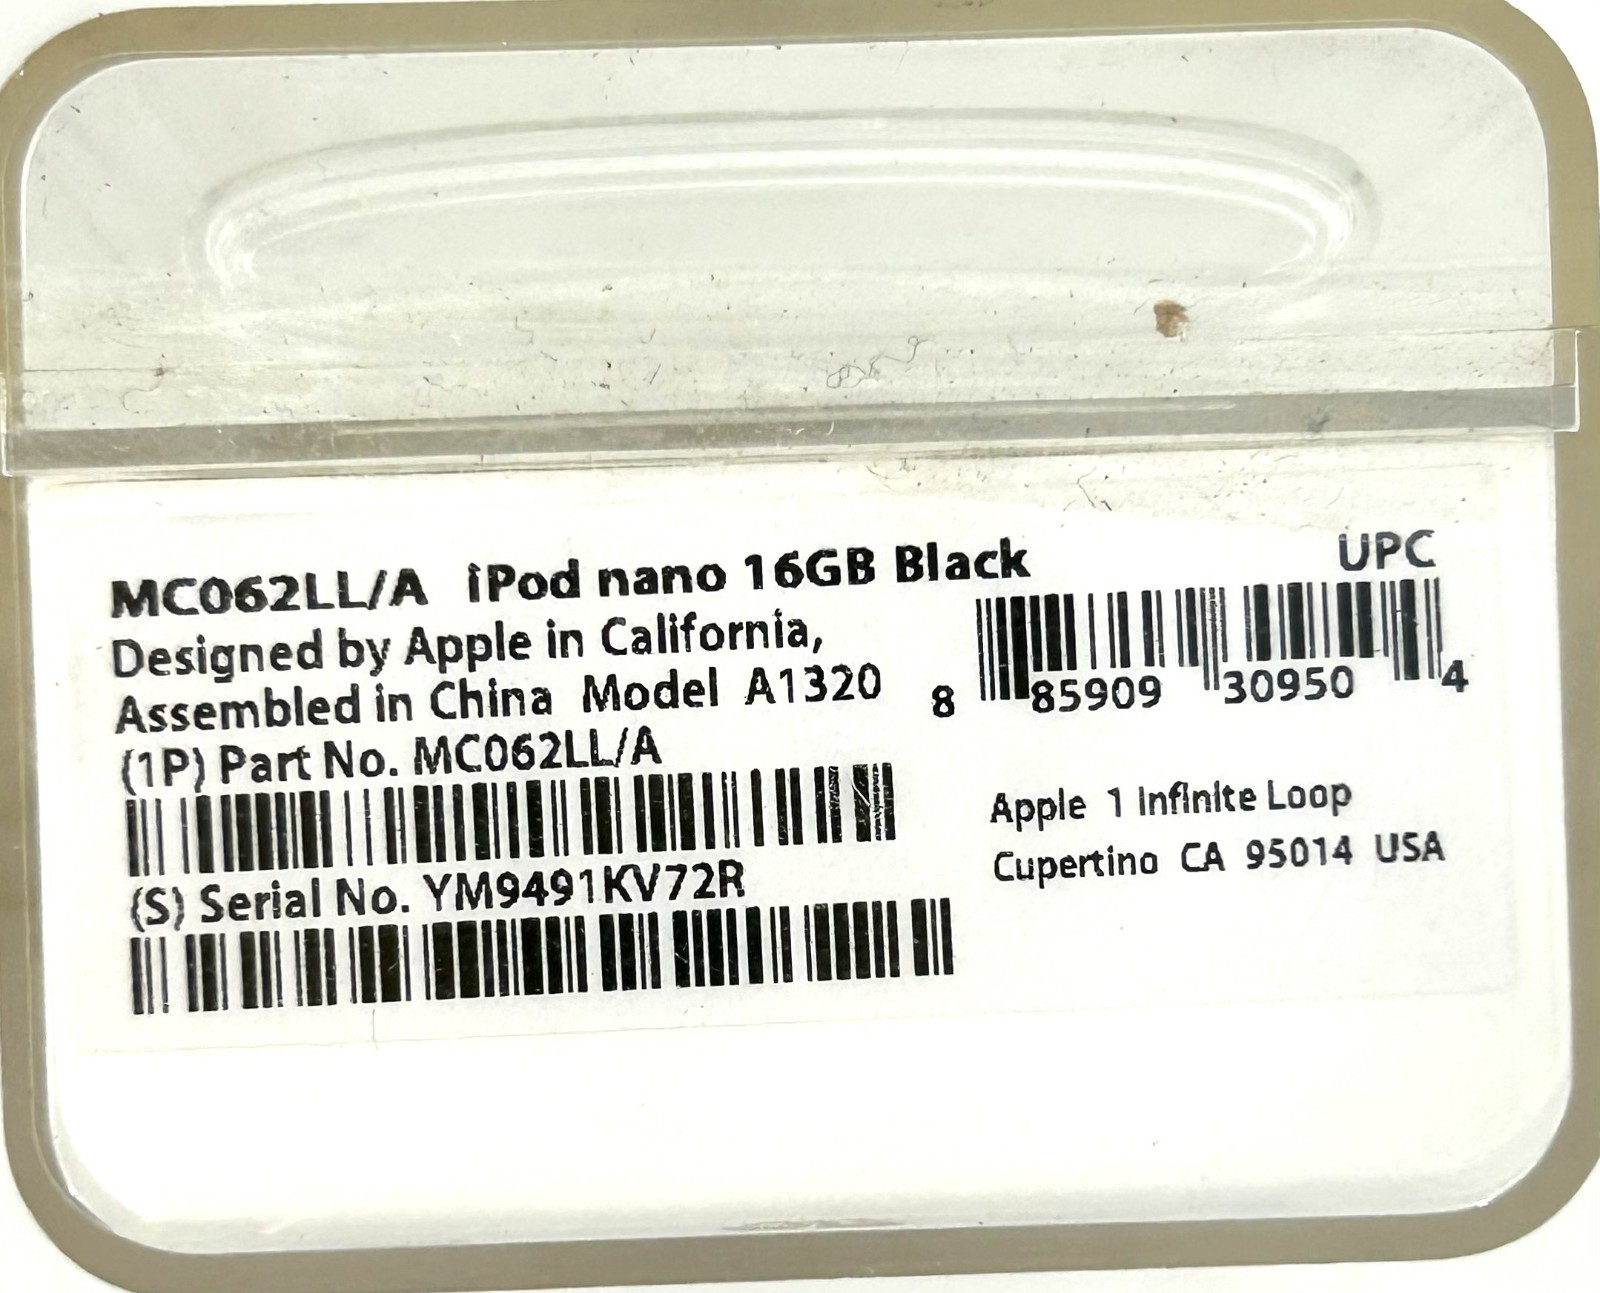 MC062LL/A iPod nano 16GB Black
Designed by Apple in California,
Assembled in China Model A1320
(1P) Part No. MC062LL/A
(S) Serial No. YM9491KV72R
UPC
8 85909 30950 4
Apple 1 Infinite Loop
Cupertino CA 95014 USA